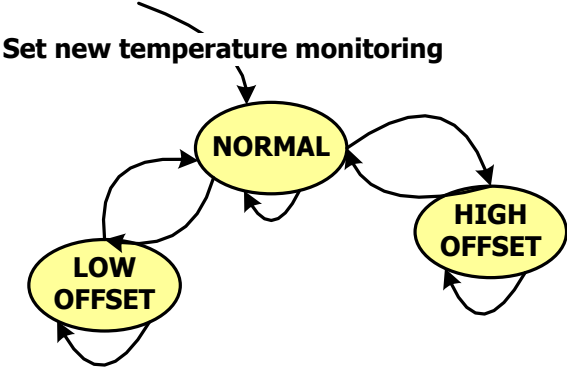 Set new temperature monitoring
NORMAL
HIGH
OFFSET
LOW
OFFSET